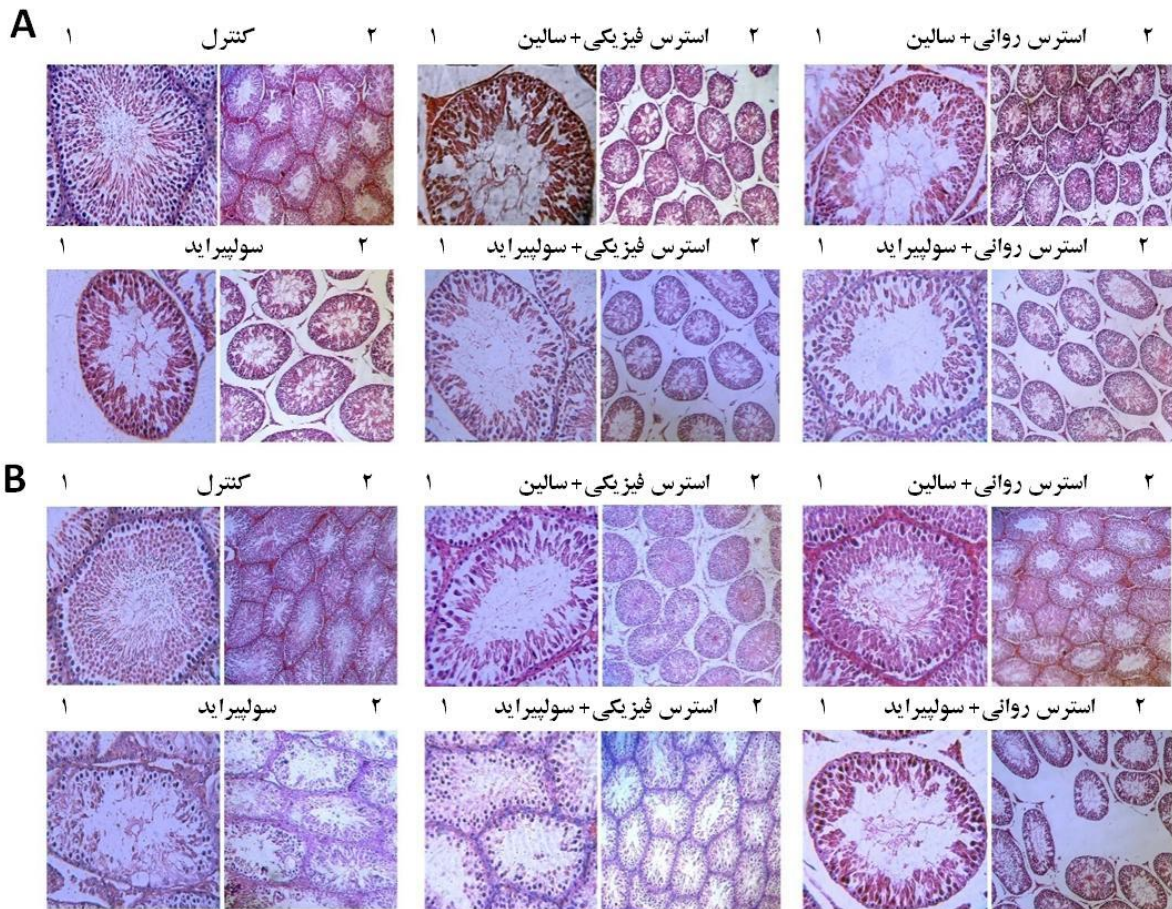 A
۱ کنترل ۲
۱ استرس فیزیکی+سالین ۲
۱ استرس روانی+سالین ۲
۱ سولپیراید ۲
۱ استرس فیزیکی+سولپیراید ۲
۱ استرس روانی+سولپیراید ۲
B
۱ کنترل ۲
۱ استرس فیزیکی+سالین ۲
۱ استرس روانی+سالین ۲
۱ سولپیراید ۲
۱ استرس فیزیکی+سولپیراید ۲
۱ استرس روانی+سولپیراید ۲